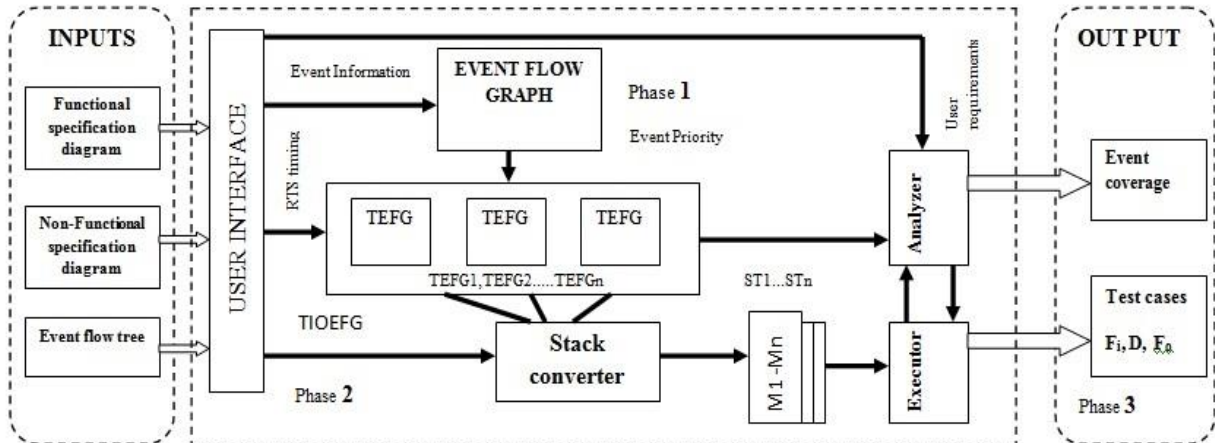 INPUTS
Functional
specification
diagram
Non-Functional
specification
diagram
Event flow tree
USER INTERFACE
Event Information
EVENT FLOW
GRAPH
Phase 1
Event Priority
RTS timing
TEFG
TEFG
TEFG
TEFG1,TEFG2.....TEFGn
TIOEFG
Stack
converter
Phase 2
ST1...STn
M1-Mn
User
requirements
Analyzer
Executor
OUT PUT
Event
coverage
Test cases
Fi, D, Fo
Phase 3